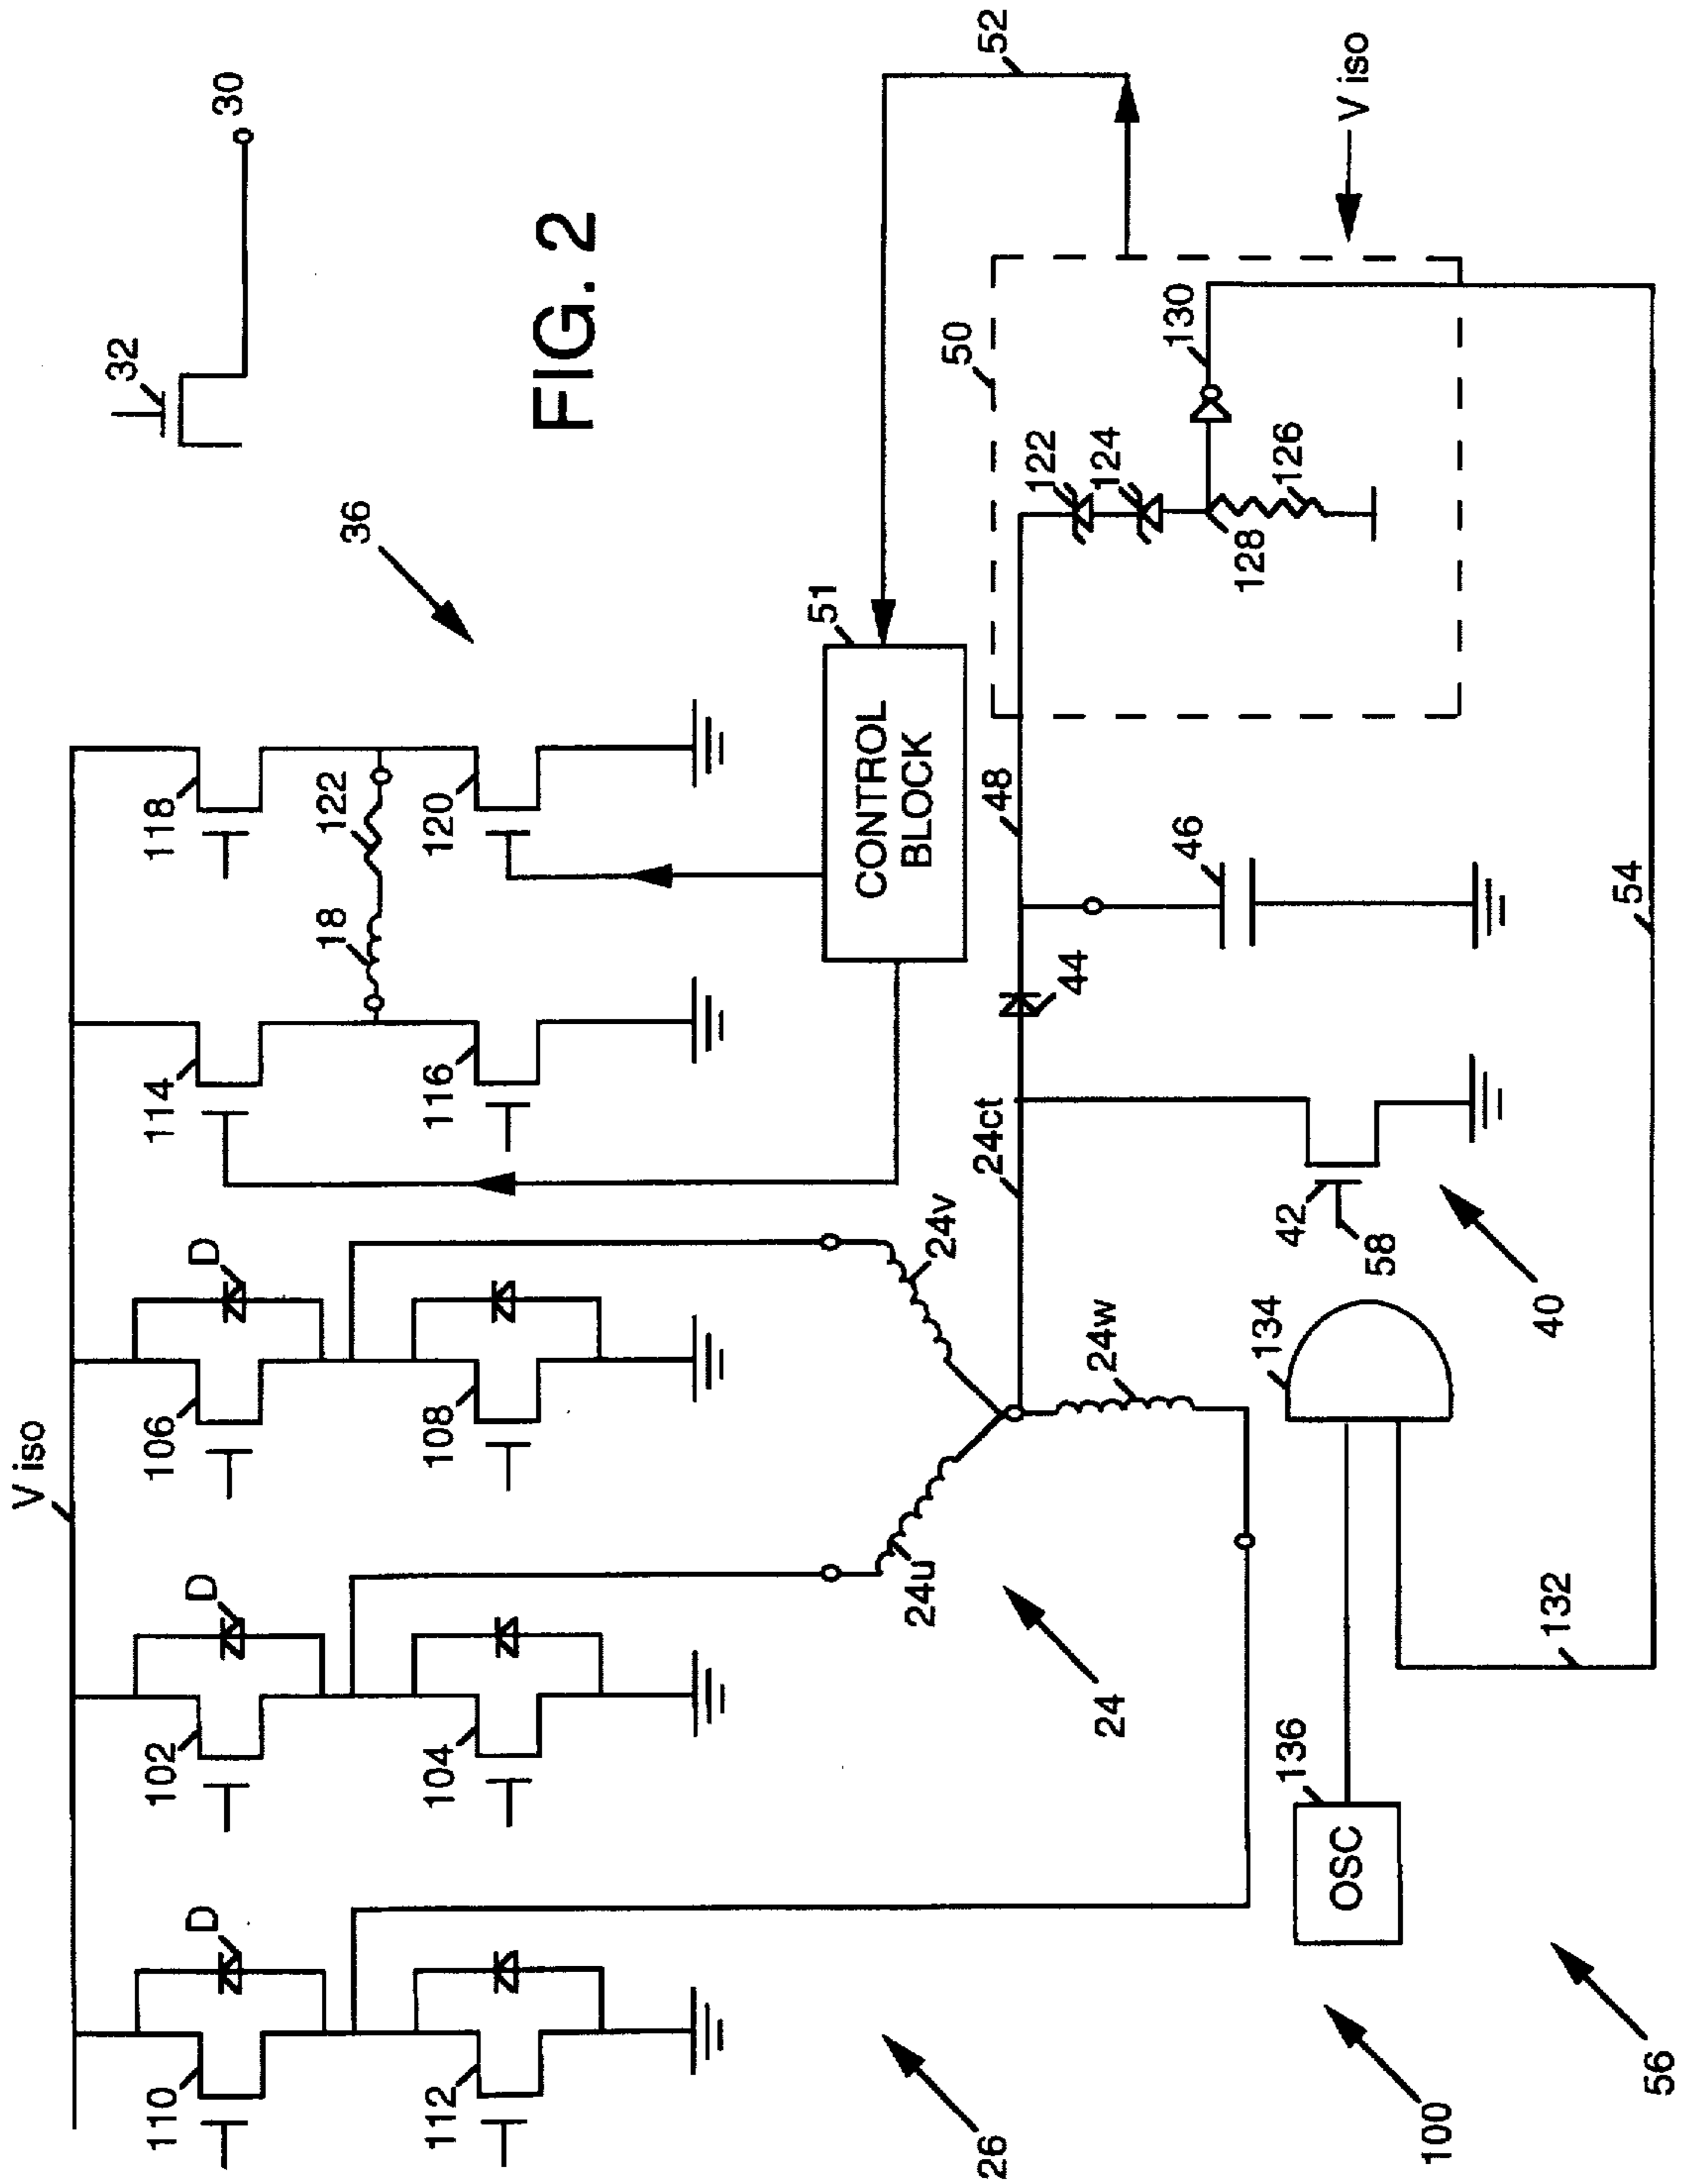 V iso
32
30
FIG. 2
36
110
D
102
D
106
D
114
118
112
104
108
116
120
18
122
CONTROL
BLOCK
51
52
26
24
24u
24v
24w
24ct
44
48
46
50
122
124
128
126
130
V iso
100
56
OSC
136
134
132
42
58
40
54